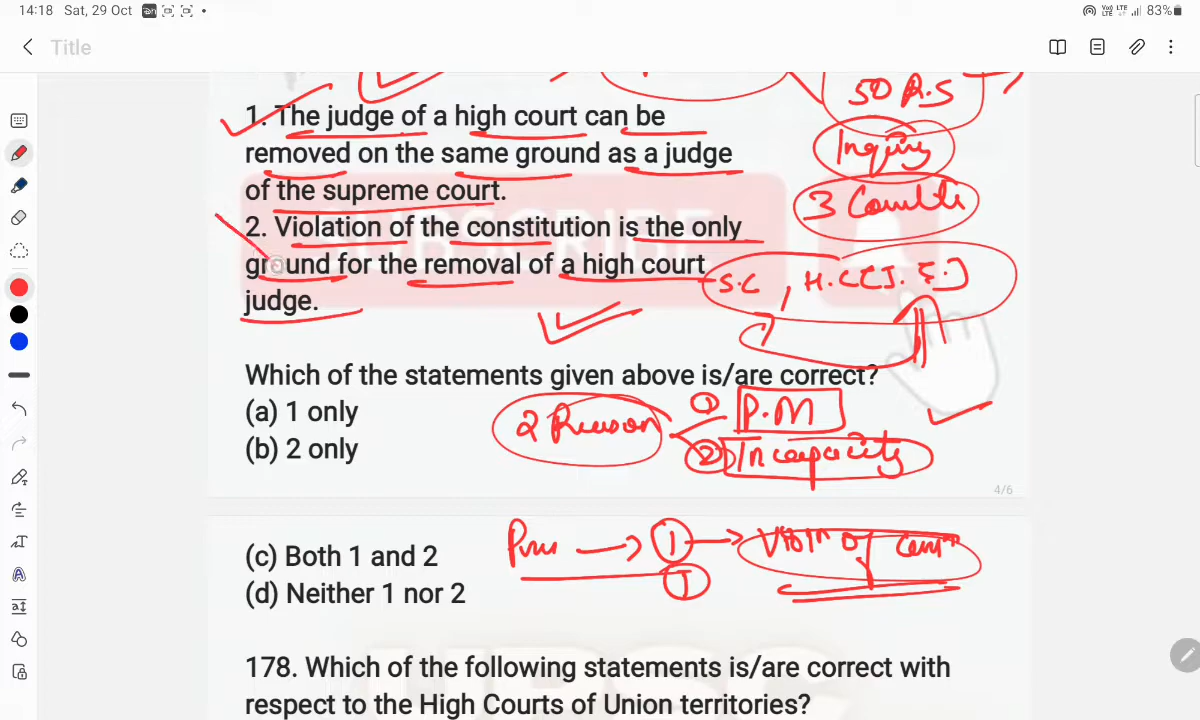 14:18 Sat, 29 Oct
83%
Title
50 R.S
1. The judge of a high court can be
removed on the same ground as a judge
of the supreme court.
Inquiry
3
2. Violation of the constitution is the only
ground for the removal of a high court
judge.
S.C , H.C
SUBSCRIBE
Which of the statements given above is/are correct?
(a) 1 only
(b) 2 only
2 Reason
① P.M
② Incapacity
4/6
(c) Both 1 and 2
(d) Neither 1 nor 2
1
of
1
178. Which of the following statements is/are correct with
respect to the High Courts of Union territories?